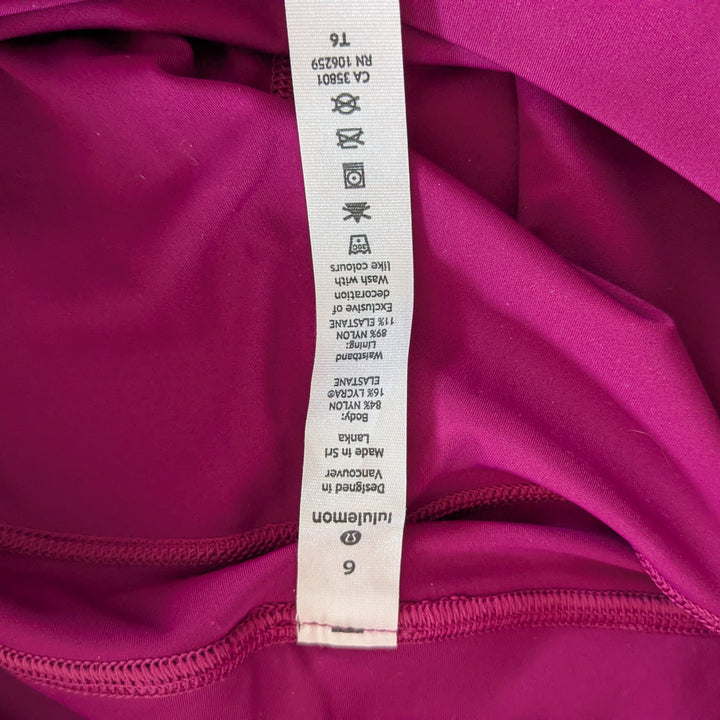 6
lululemon
Designed in
Vancouver
Made in Sri
Lanka
Body:
84% NYLON
16% LYCRA®
ELASTANE
Waistband
Lining:
89% NYLON
11% ELASTANE
Exclusive of
decoration
Wash with
like colours
30C
CA 35801
RN 106259
T6